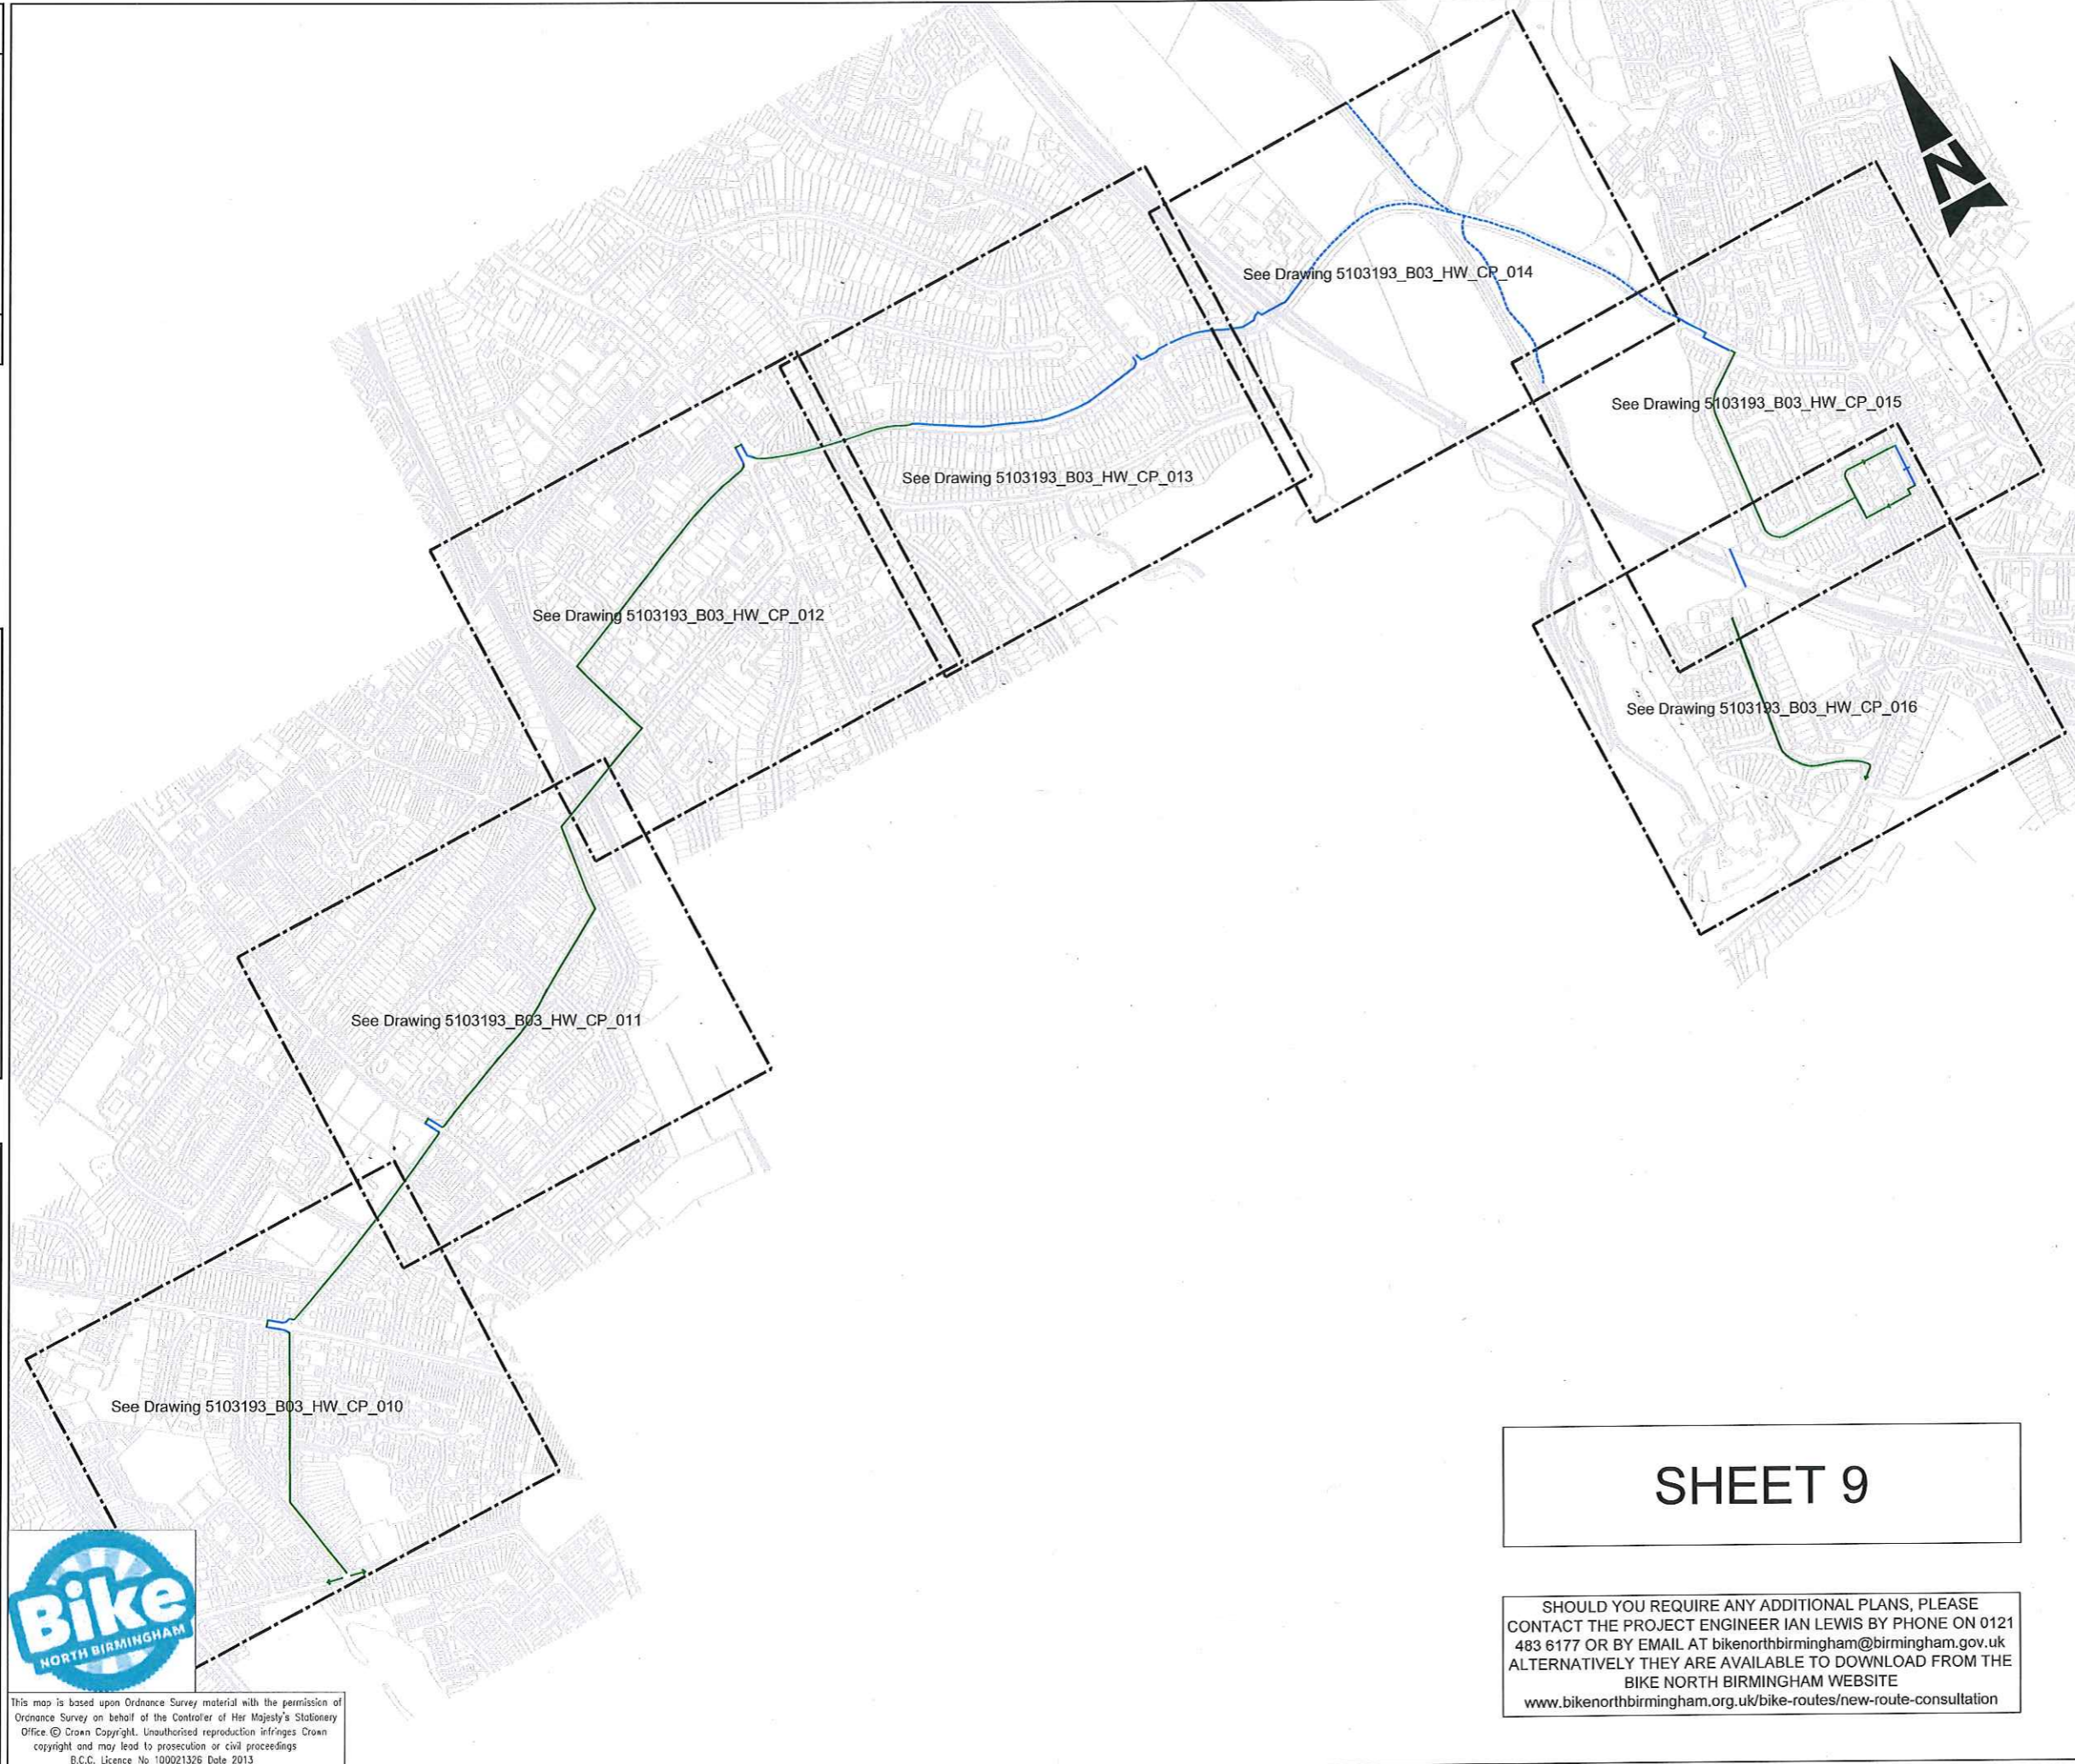 N
See Drawing 5103193_B03_HW_CP_014
See Drawing 5103193_B03_HW_CP_015
See Drawing 5103193_B03_HW_CP_013
See Drawing 5103193_B03_HW_CP_012
See Drawing 5103193_B03_HW_CP_016
See Drawing 5103193_B03_HW_CP_011
See Drawing 5103193_B03_HW_CP_010
SHEET 9
Bike
NORTH BIRMINGHAM
SHOULD YOU REQUIRE ANY ADDITIONAL PLANS, PLEASE
CONTACT THE PROJECT ENGINEER IAN LEWIS BY PHONE ON 0121
483 6177 OR BY EMAIL AT bikenorthbirmingham@birmingham.gov.uk
ALTERNATIVELY THEY ARE AVAILABLE TO DOWNLOAD FROM THE
BIKE NORTH BIRMINGHAM WEBSITE
www.bikenorthbirmingham.org.uk/bike-routes/new-route-consultation
This map is based upon Ordnance Survey material with the permission of
Ordnance Survey on behalf of the Controller of Her Majesty's Stationery
Office. © Crown Copyright. Unauthorised reproduction infringes Crown
copyright and may lead to prosecution or civil proceedings
B.C.C. Licence No 100021326 Date 2013